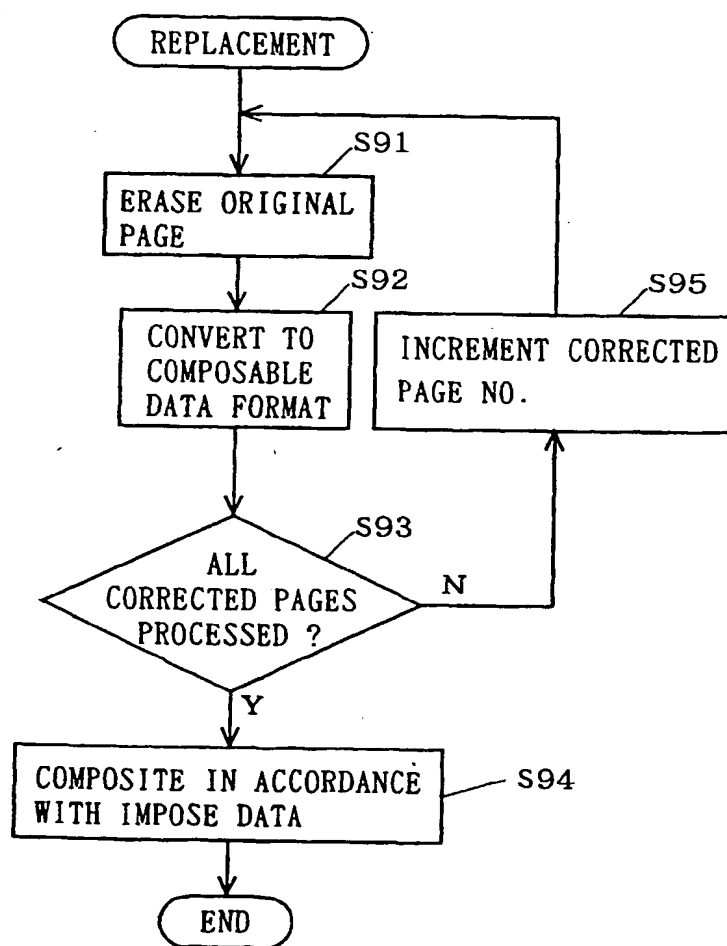 REPLACEMENT
S91
ERASE ORIGINAL
PAGE
S92
CONVERT TO
COMPOSABLE
DATA FORMAT
S95
INCREMENT CORRECTED
PAGE NO.
S93
ALL
CORRECTED PAGES
PROCESSED ?
N
Y
COMPOSITE IN ACCORDANCE
WITH IMPOSE DATA
S94
END